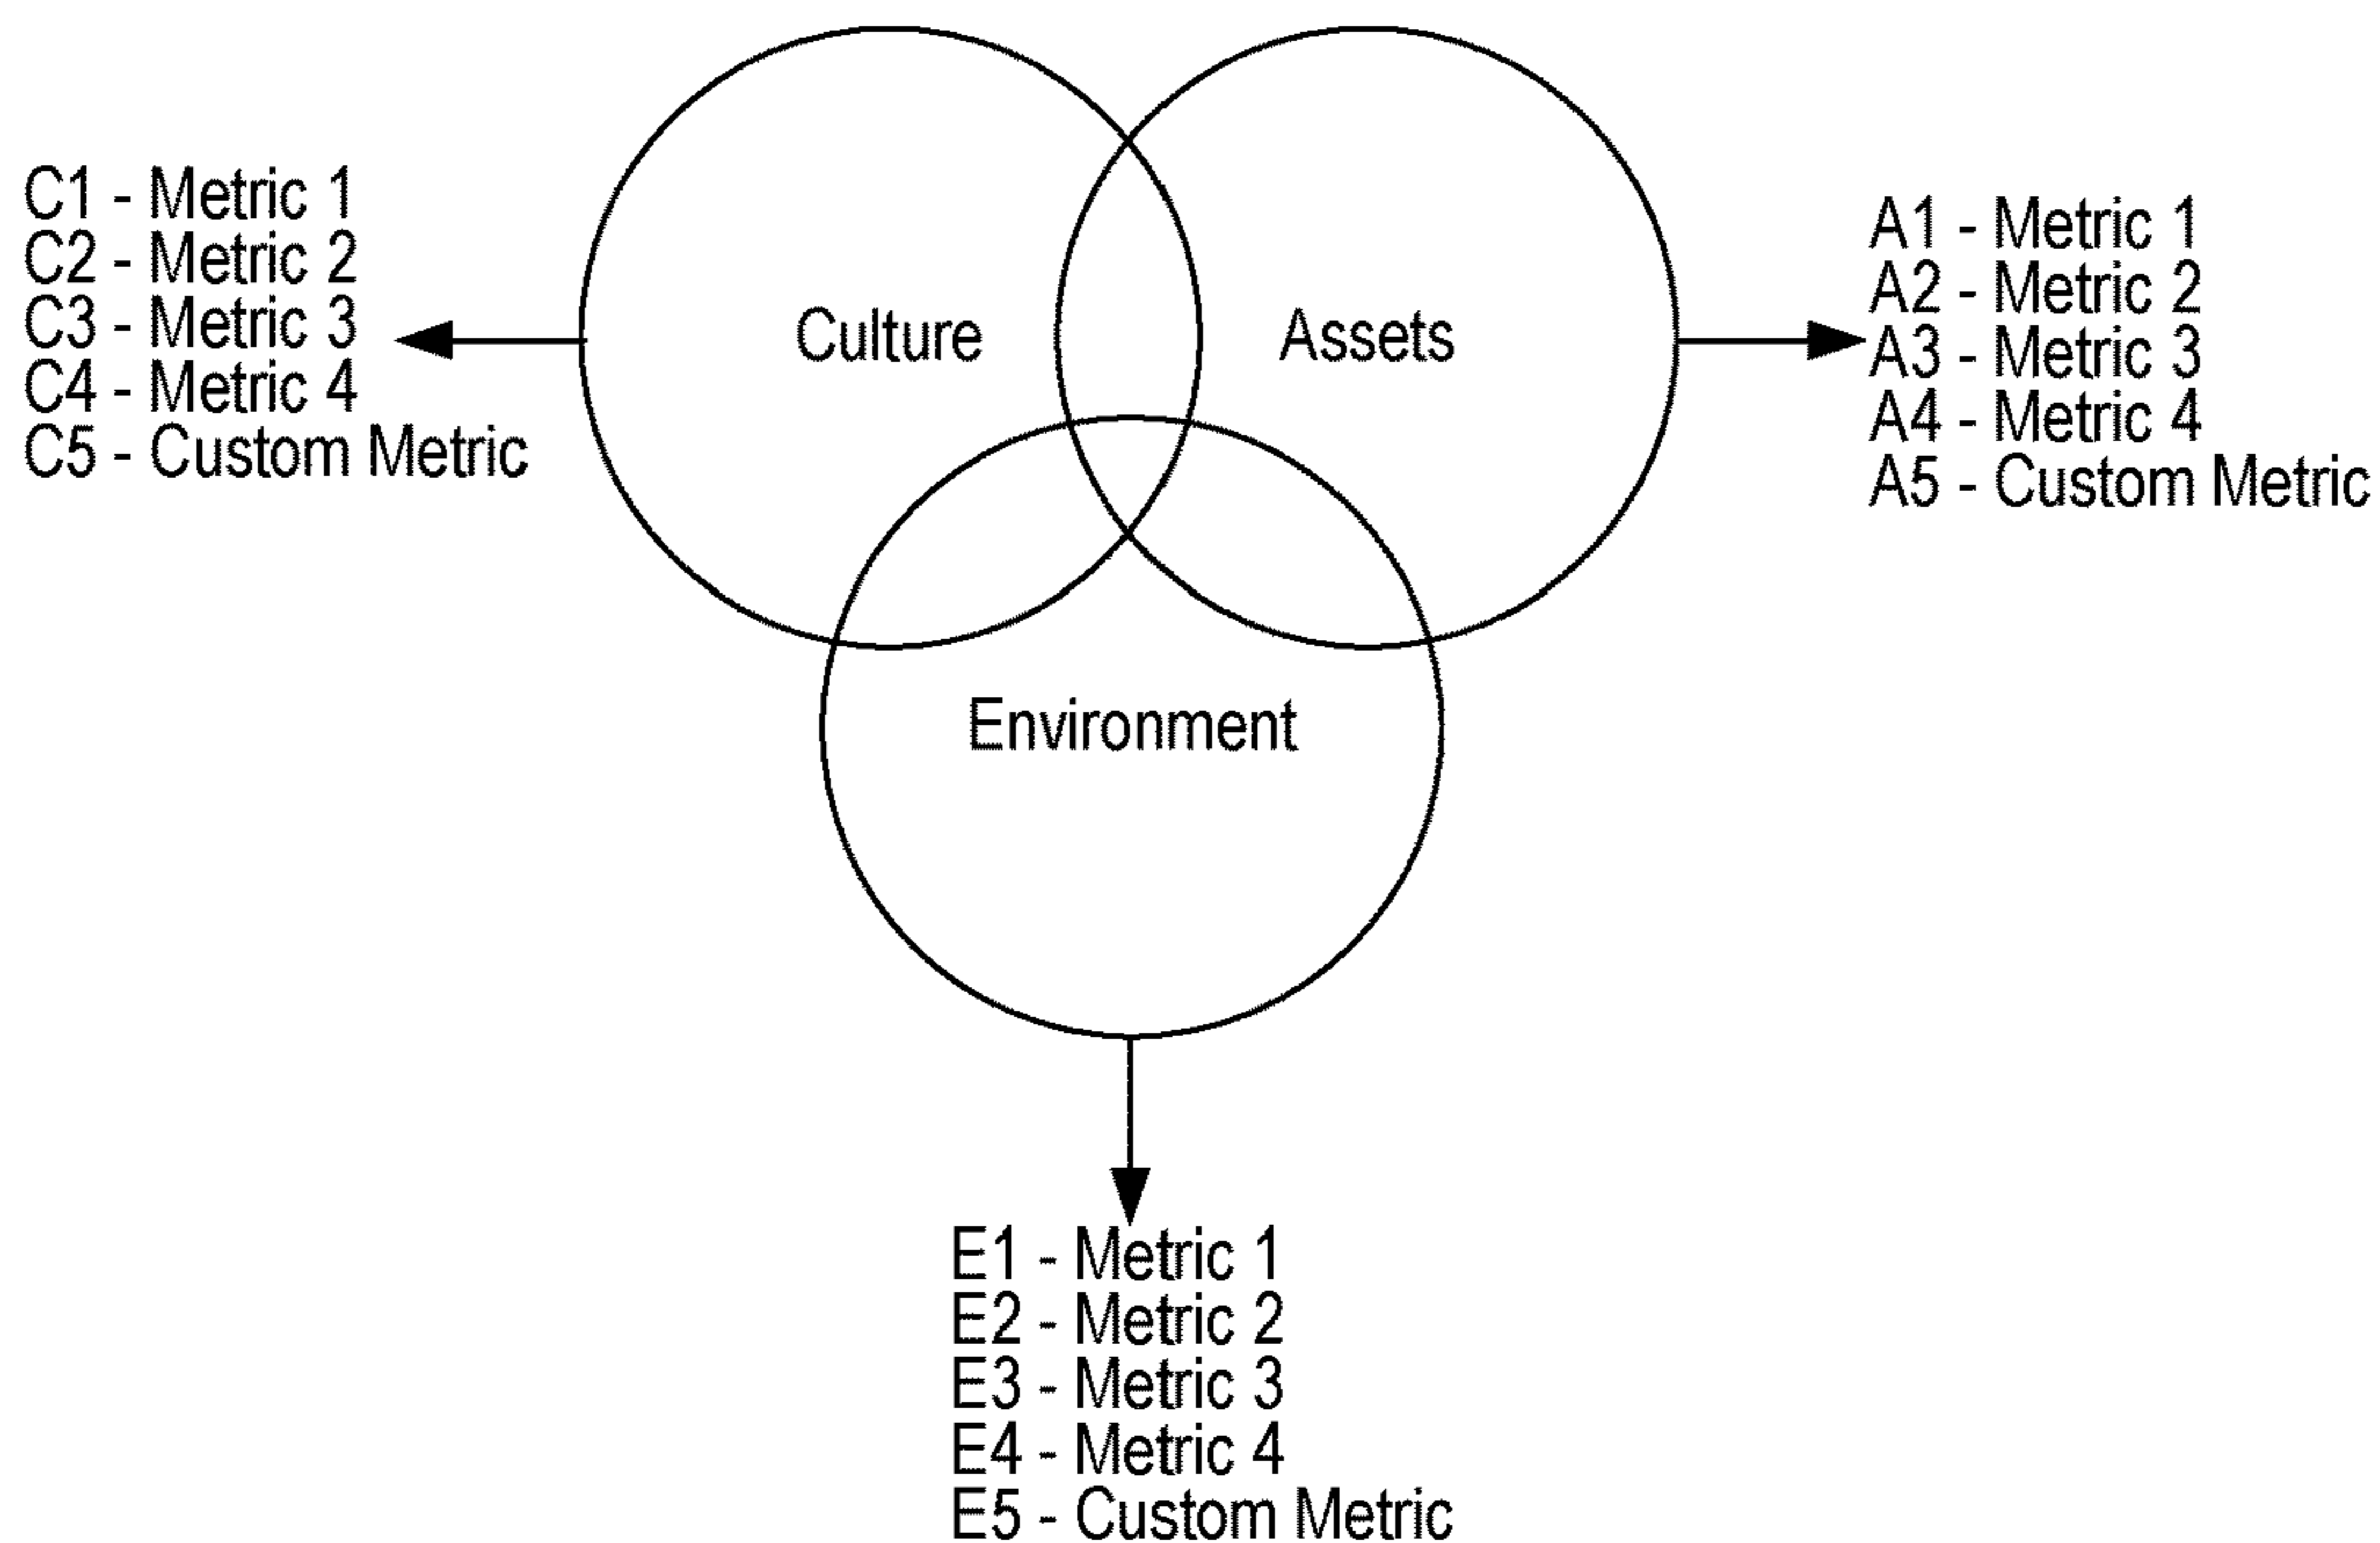 Culture
Assets
Environment
C1 - Metric 1
C2 - Metric 2
C3 - Metric 3
C4 - Metric 4
C5 - Custom Metric
A1 - Metric 1
A2 - Metric 2
A3 - Metric 3
A4 - Metric 4
A5 - Custom Metric
E1 - Metric 1
E2 - Metric 2
E3 - Metric 3
E4 - Metric 4
E5 - Custom Metric